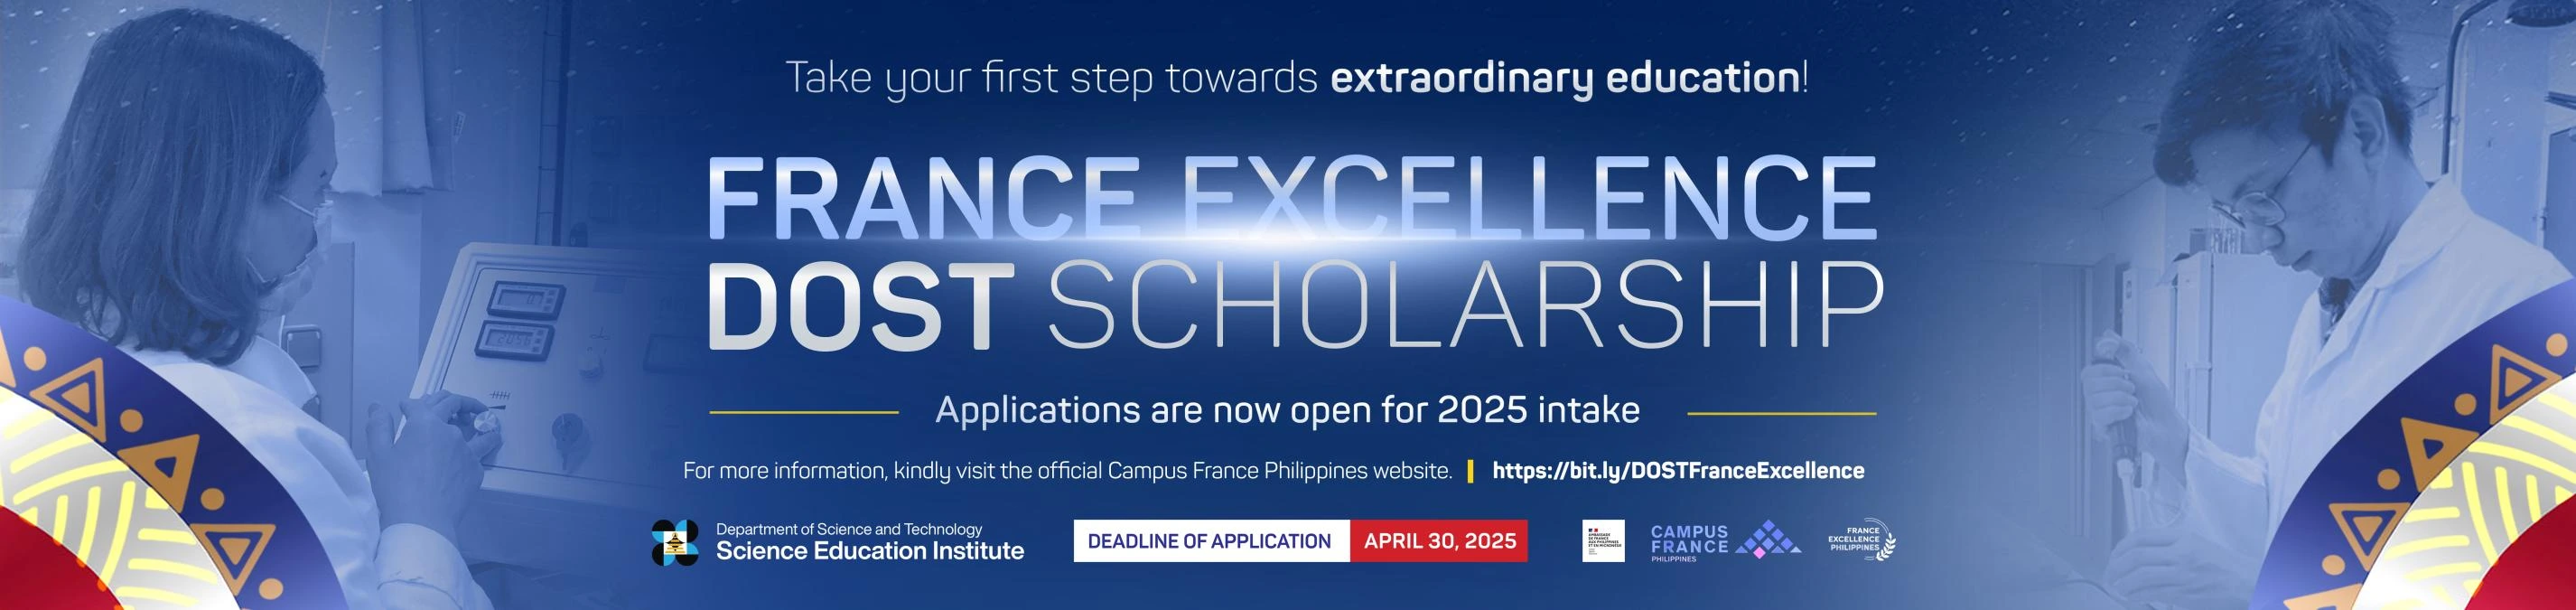 Take your first step towards extraordinary education!
FRANCE EXCELLENCE
DOST SCHOLARSHIP
Applications are now open for 2025 intake
For more information, kindly visit the official Campus France Philippines website. | https://bit.ly/DOSTFranceExcellence
Department of Science and Technology
Science Education Institute
DEADLINE OF APPLICATION APRIL 30, 2025
CAMPUS
FRANCE
PHILIPPINES
FRANCE
EXCELLENCE
PHILIPPINES